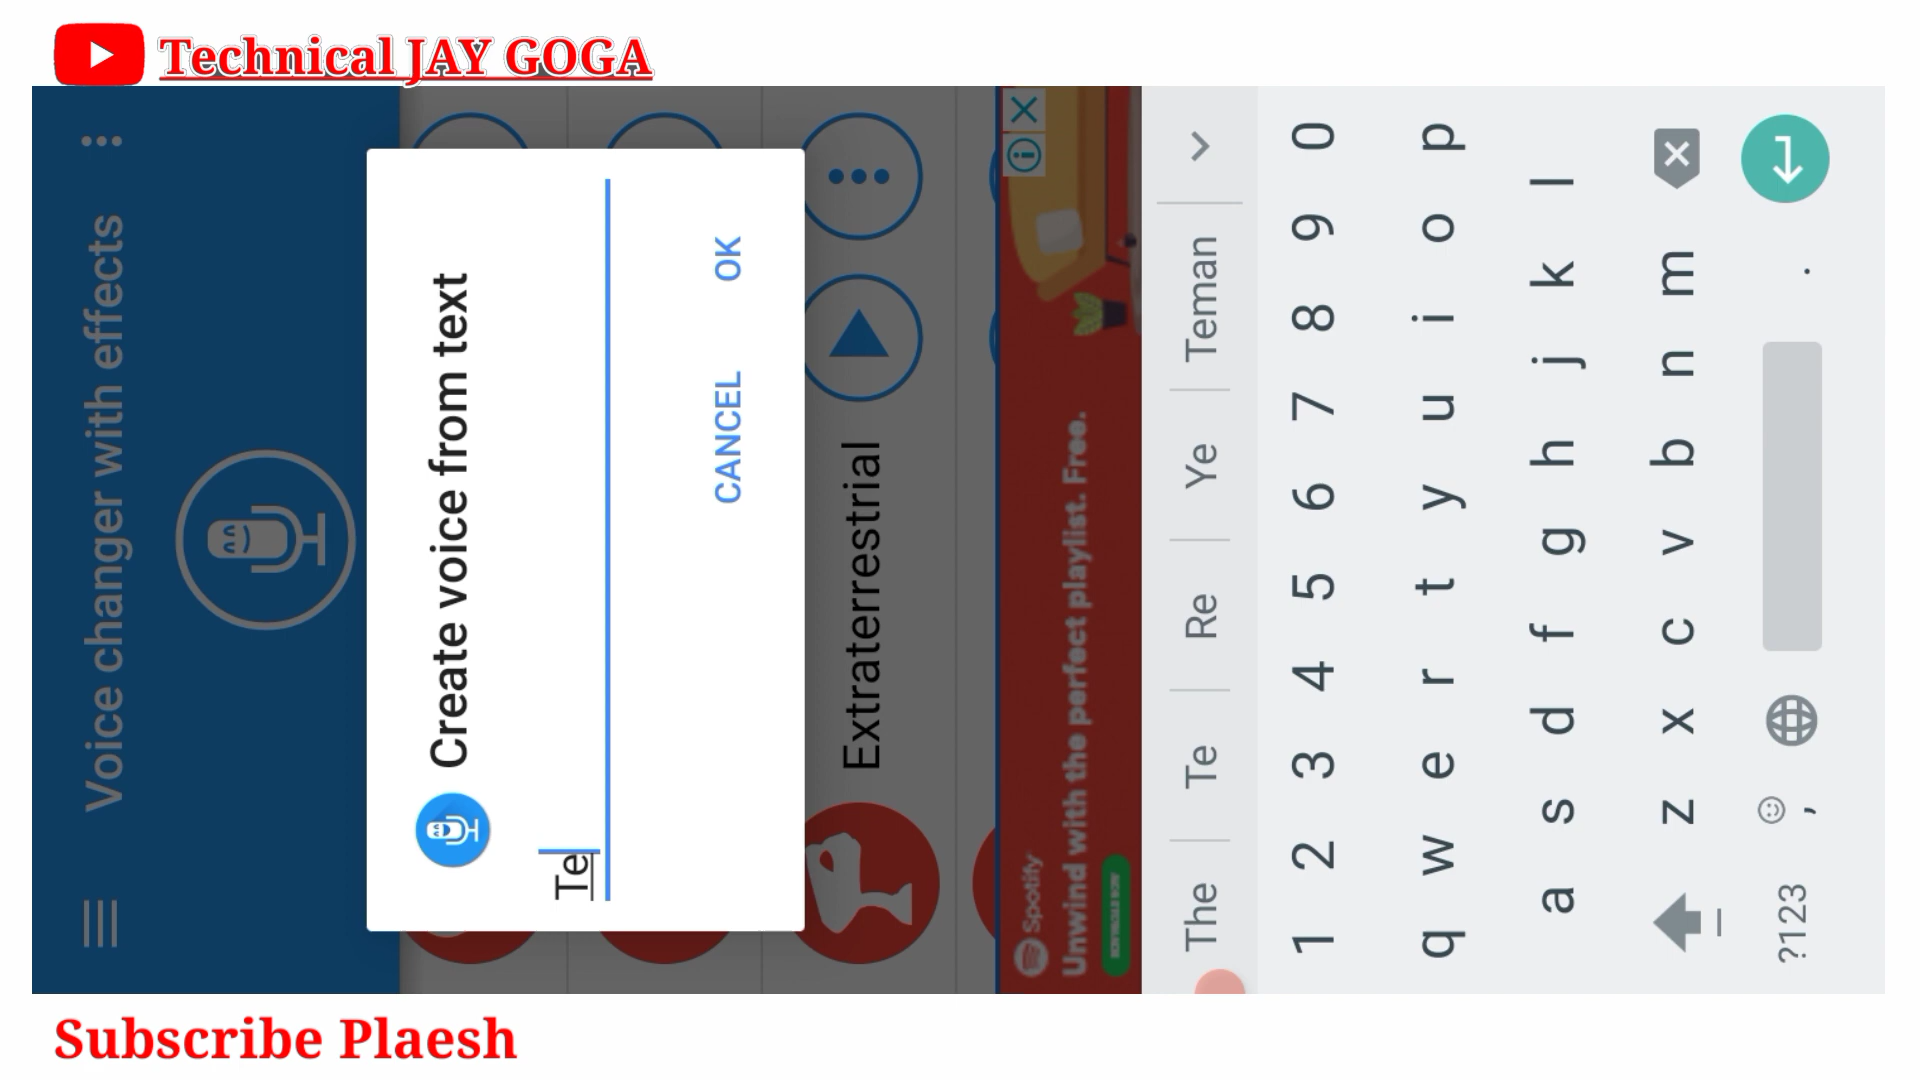 Technical JAY GOGA
Voice changer with effects
Create voice from text
Te
CANCEL OK
Extraterrestrial
Spotify
Unwind with the perfect playlist. Free.
The Te Re Ye Teman
1 2 3 4 5 6 7 8 9 0
q w e r t y u i o p
a s d f g h j k l
z x c v b n m
?123 , .
Subscribe Plaesh